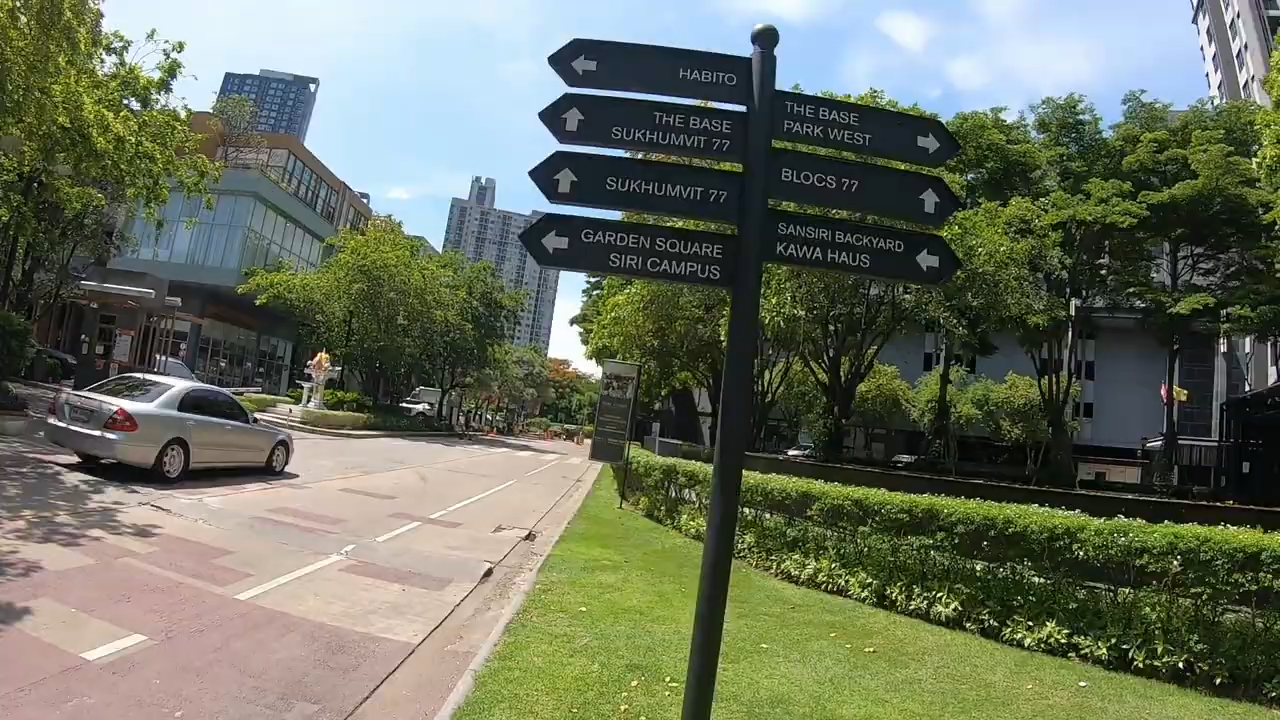 HABITO
THE BASE
SUKHUMVIT 77
SUKHUMVIT 77
GARDEN SQUARE
SIRI CAMPUS
THE BASE
PARK WEST
BLOCS 77
SANSIRI BACKYARD
KAWA HAUS